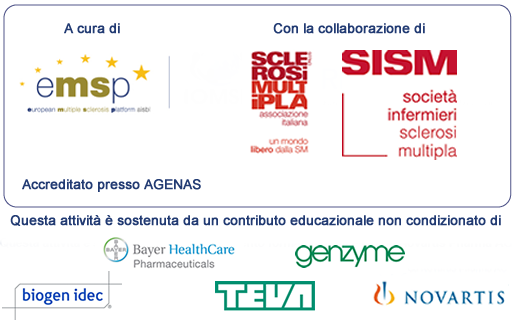 A cura di
Con la collaborazione di
emsp
european multiple sclerosis platform aisbl
SCLE
ROSI
MULT
IPLA
associazione
italiana
un mondo
libero dalla SM
SISM
società
infermieri
sclerosi
multipla
Accreditato presso AGENAS
Questa attività è sostenuta da un contributo educazionale non condizionato di
BAYER
BAYER
Bayer HealthCare
Pharmaceuticals
genzyme
biogen idec
TEVA
NOVARTIS